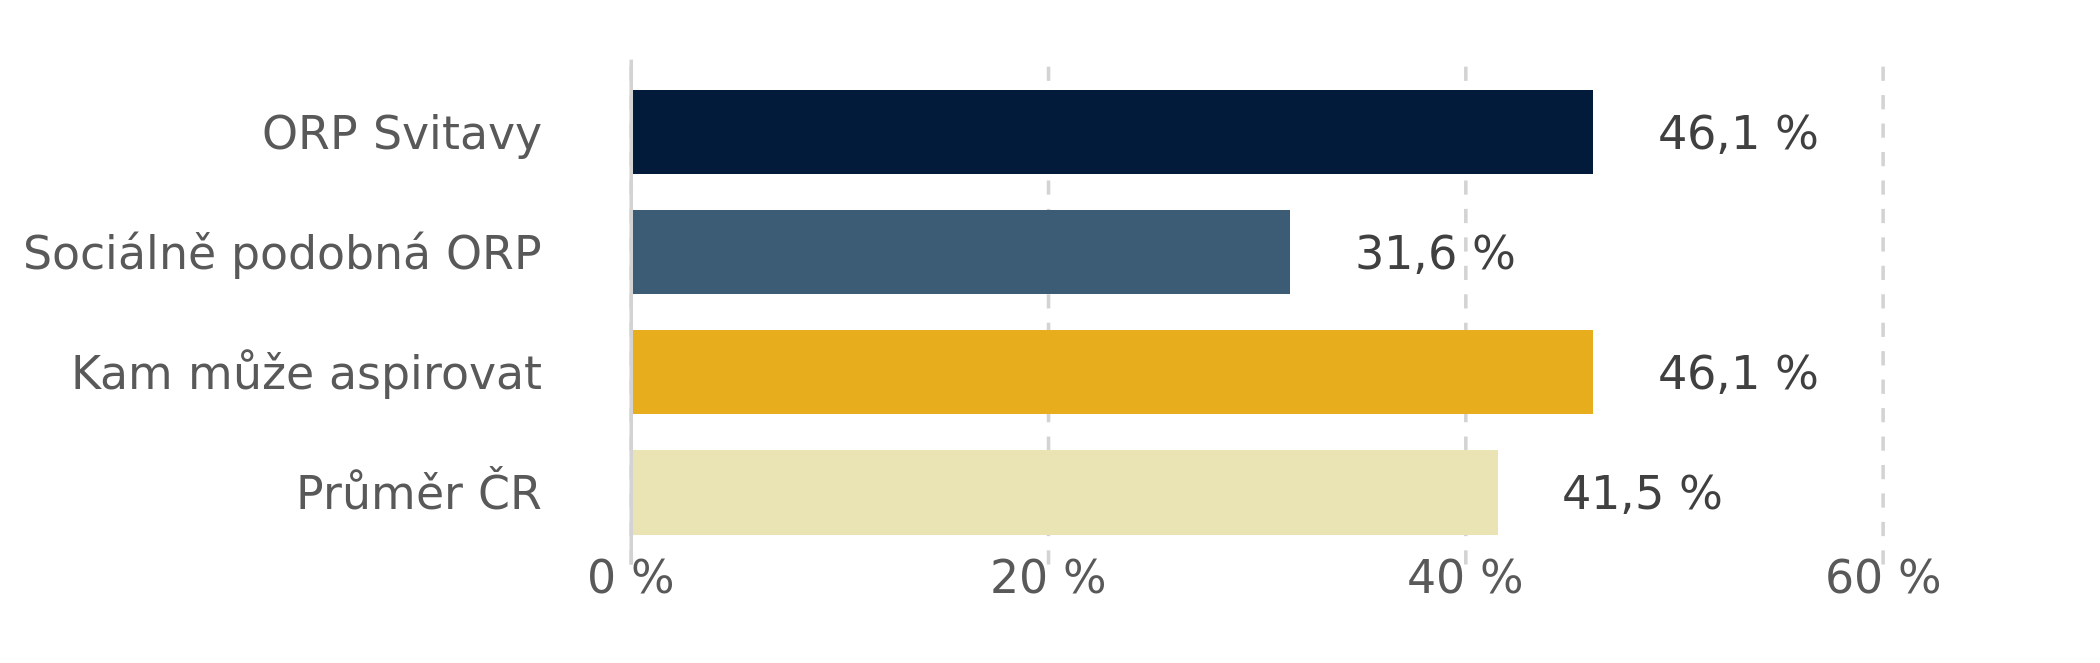 ORP Svitavy 46,1 %
Sociálně podobná ORP 31,6 %
Kam může aspirovat 46,1 %
Průměr ČR 41,5 %
0 % 20 % 40 % 60 %